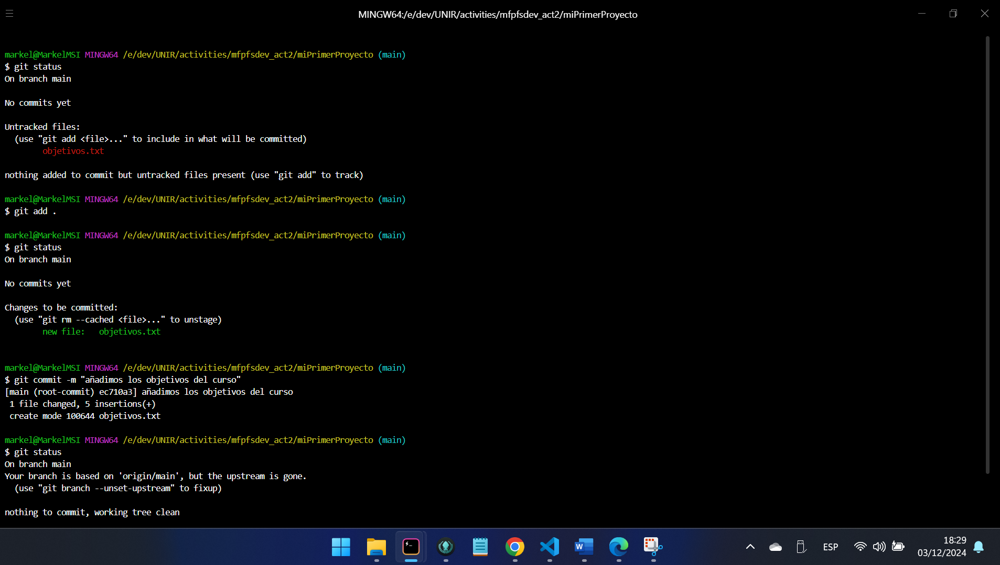 MINGW64:/e/dev/UNIR/activities/mfpfsdev_act2/miPrimerProyecto
markel@MarkelMSI MINGW64 /e/dev/UNIR/activities/mfpfsdev_act2/miPrimerProyecto (main)
$ git status
On branch main
No commits yet
Untracked files:
  (use "git add <file>..." to include in what will be committed)
        objetivos.txt
nothing added to commit but untracked files present (use "git add" to track)
markel@MarkelMSI MINGW64 /e/dev/UNIR/activities/mfpfsdev_act2/miPrimerProyecto (main)
$ git add .
markel@MarkelMSI MINGW64 /e/dev/UNIR/activities/mfpfsdev_act2/miPrimerProyecto (main)
$ git status
On branch main
No commits yet
Changes to be committed:
  (use "git rm --cached <file>..." to unstage)
        new file:   objetivos.txt
markel@MarkelMSI MINGW64 /e/dev/UNIR/activities/mfpfsdev_act2/miPrimerProyecto (main)
$ git commit -m "añadimos los objetivos del curso"
[main (root-commit) ec710a3] añadimos los objetivos del curso
 1 file changed, 5 insertions(+)
 create mode 100644 objetivos.txt
markel@MarkelMSI MINGW64 /e/dev/UNIR/activities/mfpfsdev_act2/miPrimerProyecto (main)
$ git status
On branch main
Your branch is based on 'origin/main', but the upstream is gone.
  (use "git branch --unset-upstream" to fixup)
nothing to commit, working tree clean
W
ESP
18:29
03/12/2024